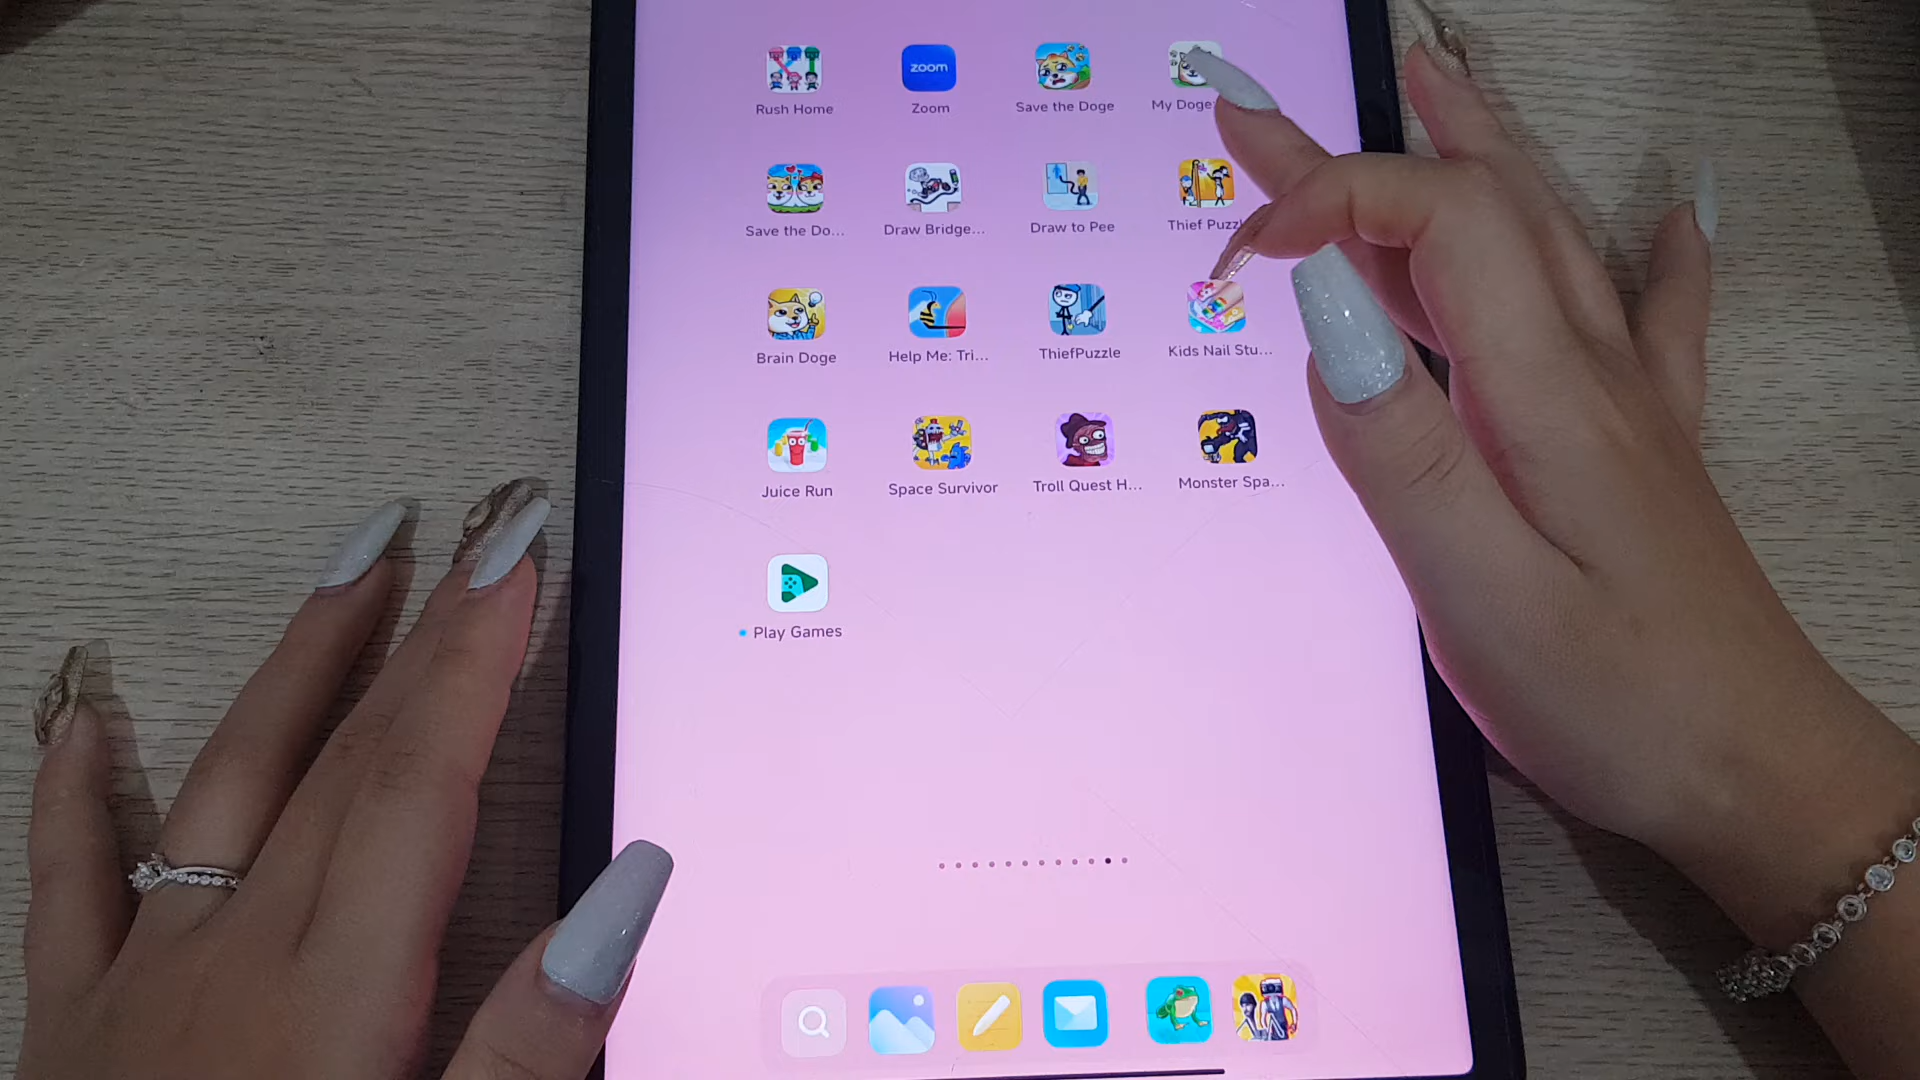 zoom
Rush Home
Zoom
Save the Doge
My Doge
Save the Do...
Draw Bridge...
Draw to Pee
Thief Puzzl
Brain Doge
Help Me: Tri...
ThiefPuzzle
Kids Nail Stu...
Juice Run
Space Survivor
Troll Quest H...
Monster Spa...
Play Games